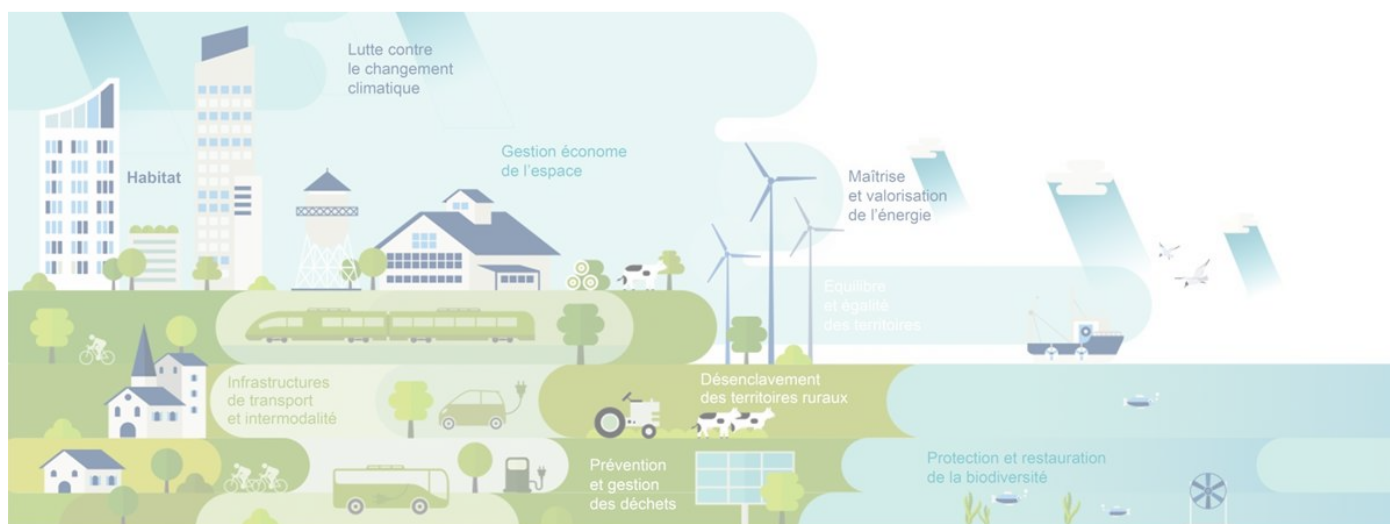 Lutte contre
le changement
climatique
Habitat
Gestion économe
de l'espace
Maîtrise
et valorisation
de l'énergie
Equilibre
et égalité
des territoires
Infrastructures
de transport
et intermodalité
Désenclavement
des territoires ruraux
Prévention
et gestion
des déchets
Protection et restauration
de la biodiversité